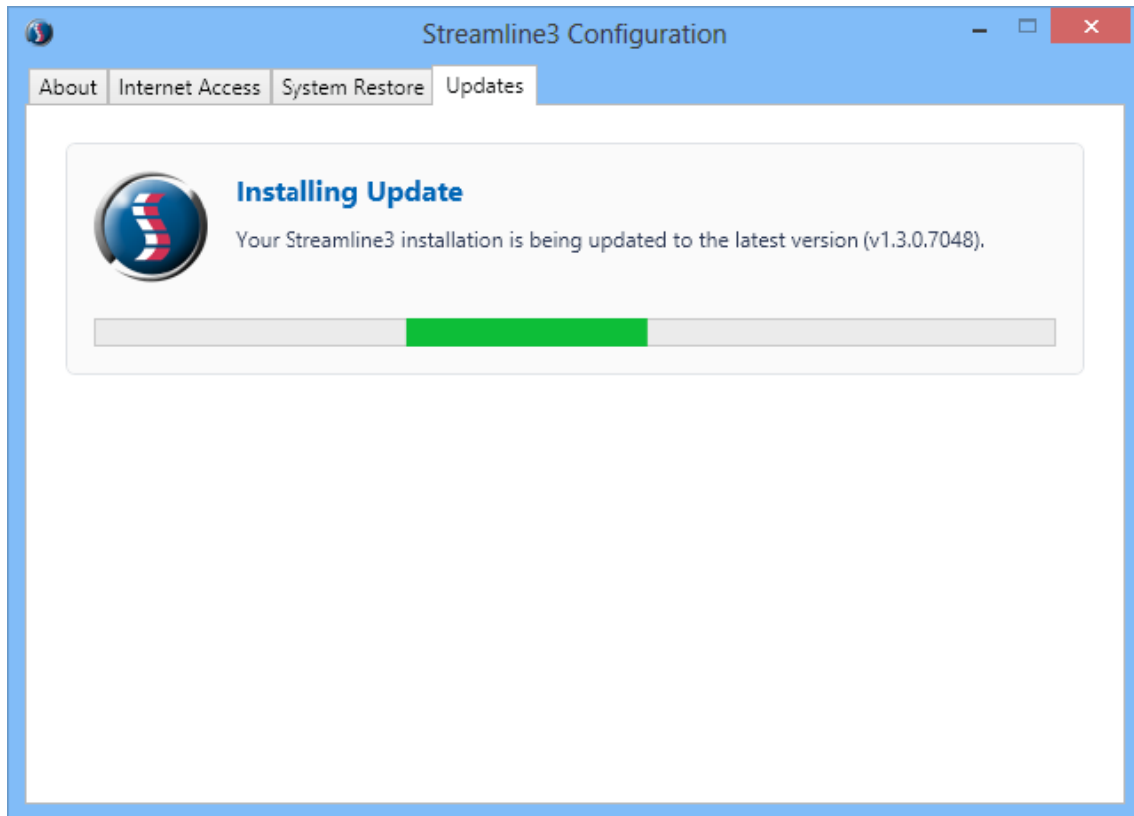 Streamline3 Configuration
About Internet Access System Restore Updates
Installing Update
Your Streamline3 installation is being updated to the latest version (v1.3.0.7048).